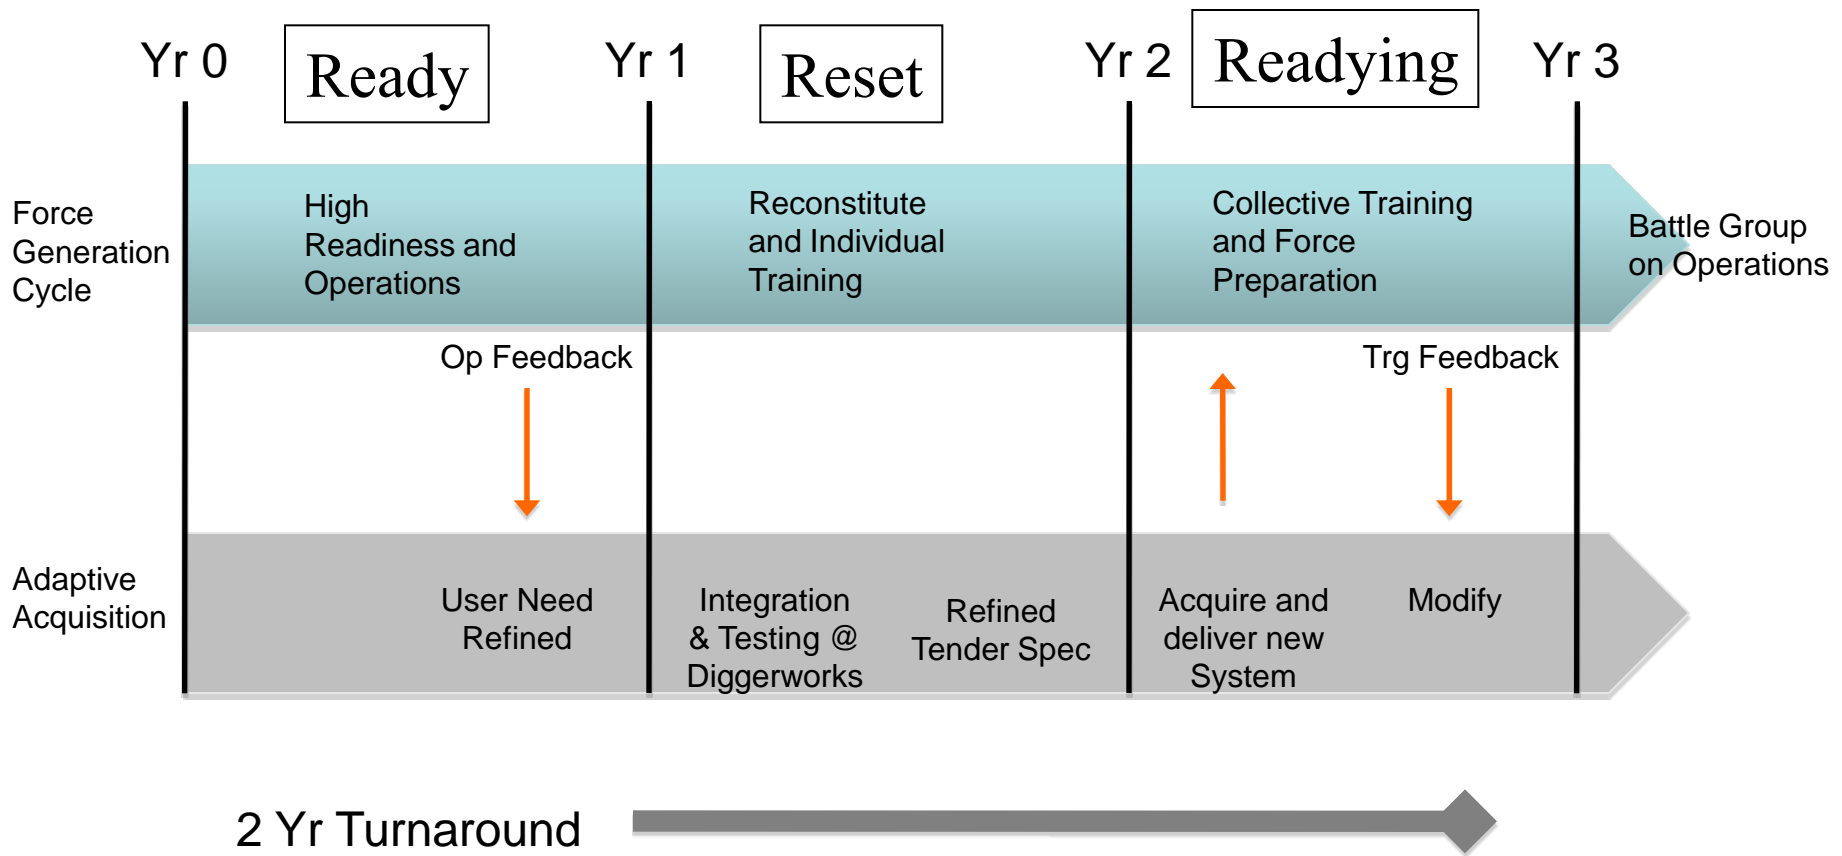 Yr 0
Ready
Yr 1
Reset
Yr 2
Readying
Yr 3
Force
Generation
Cycle
High
Readiness and
Operations
Reconstitute
and Individual
Training
Collective Training
and Force
Preparation
Battle Group
on Operations
Op Feedback
Trg Feedback
Adaptive
Acquisition
User Need
Refined
Integration
& Testing @
Diggerworks
Refined
Tender Spec
Acquire and
deliver new
System
Modify
2 Yr Turnaround